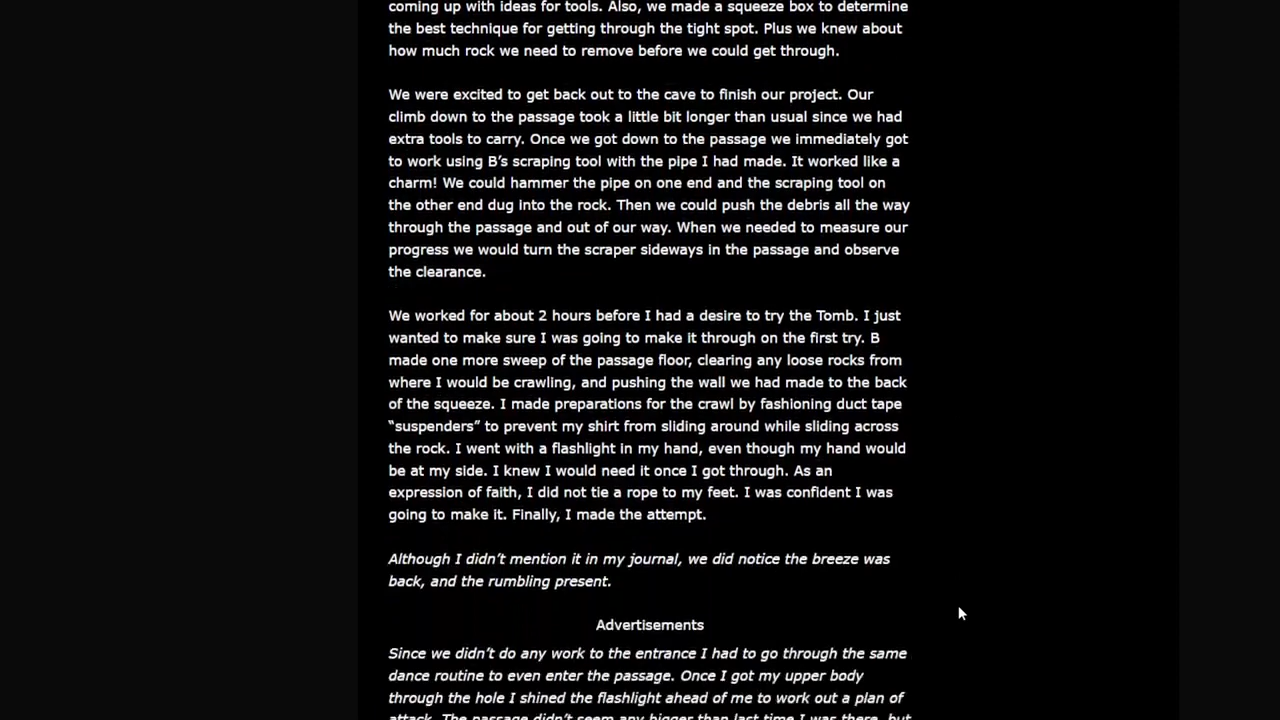 coming up with ideas for tools. Also, we made a squeeze box to determine
the best technique for getting through the tight spot. Plus we knew about
how much rock we need to remove before we could get through.
We were excited to get back out to the cave to finish our project. Our
climb down to the passage took a little bit longer than usual since we had
extra tools to carry. Once we got down to the passage we immediately got
to work using B’s scraping tool with the pipe I had made. It worked like a
charm! We could hammer the pipe on one end and the scraping tool on
the other end dug into the rock. Then we could push the debris all the way
through the passage and out of our way. When we needed to measure our
progress we would turn the scraper sideways in the passage and observe
the clearance.
We worked for about 2 hours before I had a desire to try the Tomb. I just
wanted to make sure I was going to make it through on the first try. B
made one more sweep of the passage floor, clearing any loose rocks from
where I would be crawling, and pushing the wall we had made to the back
of the squeeze. I made preparations for the crawl by fashioning duct tape
“suspenders” to prevent my shirt from sliding around while sliding across
the rock. I went with a flashlight in my hand, even though my hand would
be at my side. I knew I would need it once I got through. As an
expression of faith, I did not tie a rope to my feet. I was confident I was
going to make it. Finally, I made the attempt.
Although I didn’t mention it in my journal, we did notice the breeze was
back, and the rumbling present.
Advertisements
Since we didn’t do any work to the entrance I had to go through the same
dance routine to even enter the passage. Once I got my upper body
through the hole I shined the flashlight ahead of me to work out a plan of
attack. The passage didn’t seem any bigger than last time I was there, but